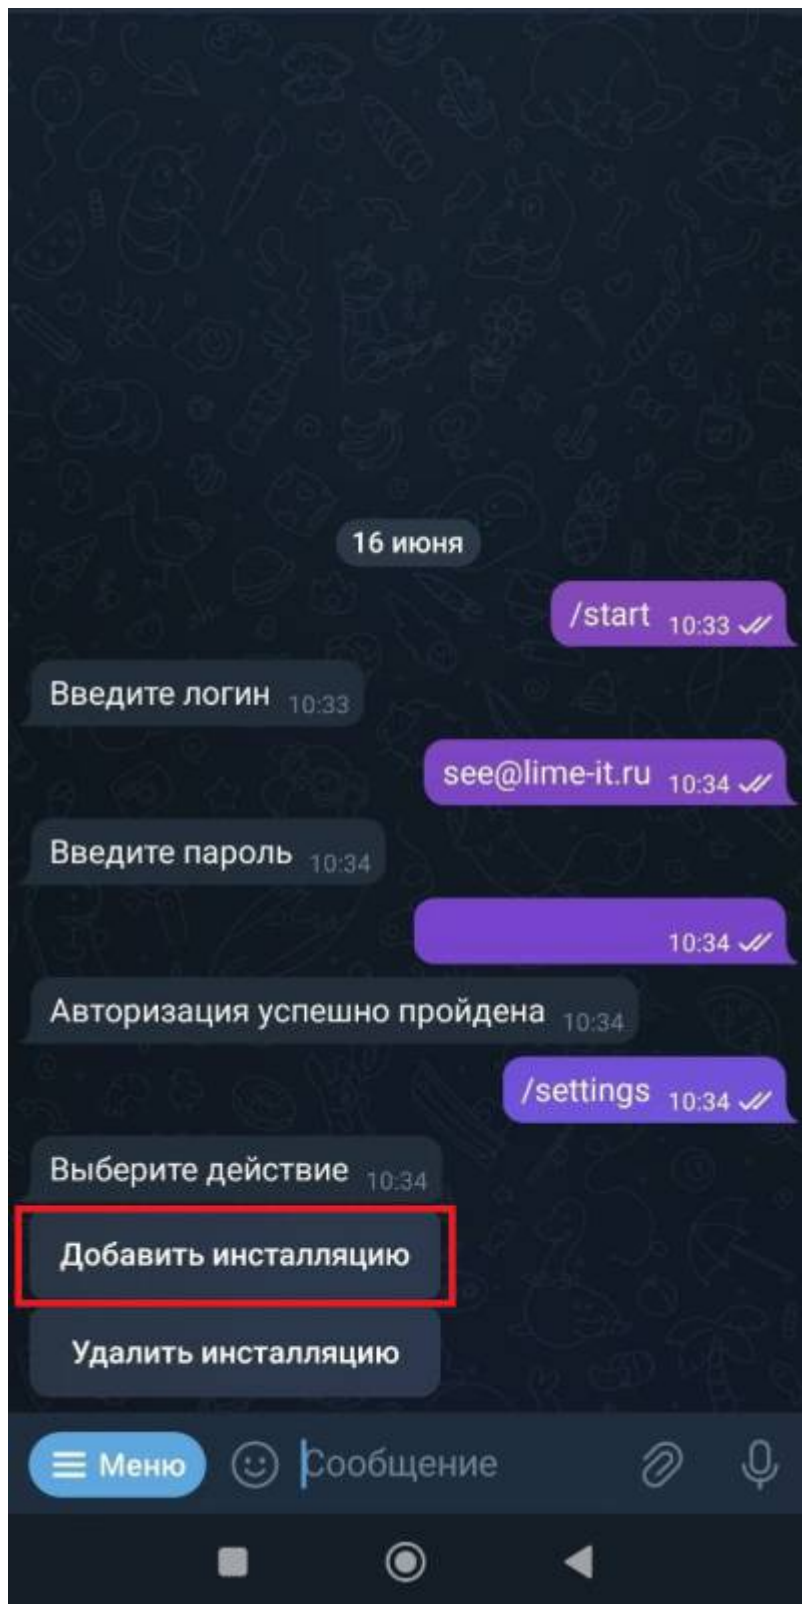 16 июня
/start 10:33
Введите логин 10:33
see@lime-it.ru 10:34
Введите пароль 10:34
10:34
Авторизация успешно пройдена 10:34
/settings 10:34
Выберите действие 10:34
Добавить инсталляцию
Удалить инсталляцию
Меню Сообщение